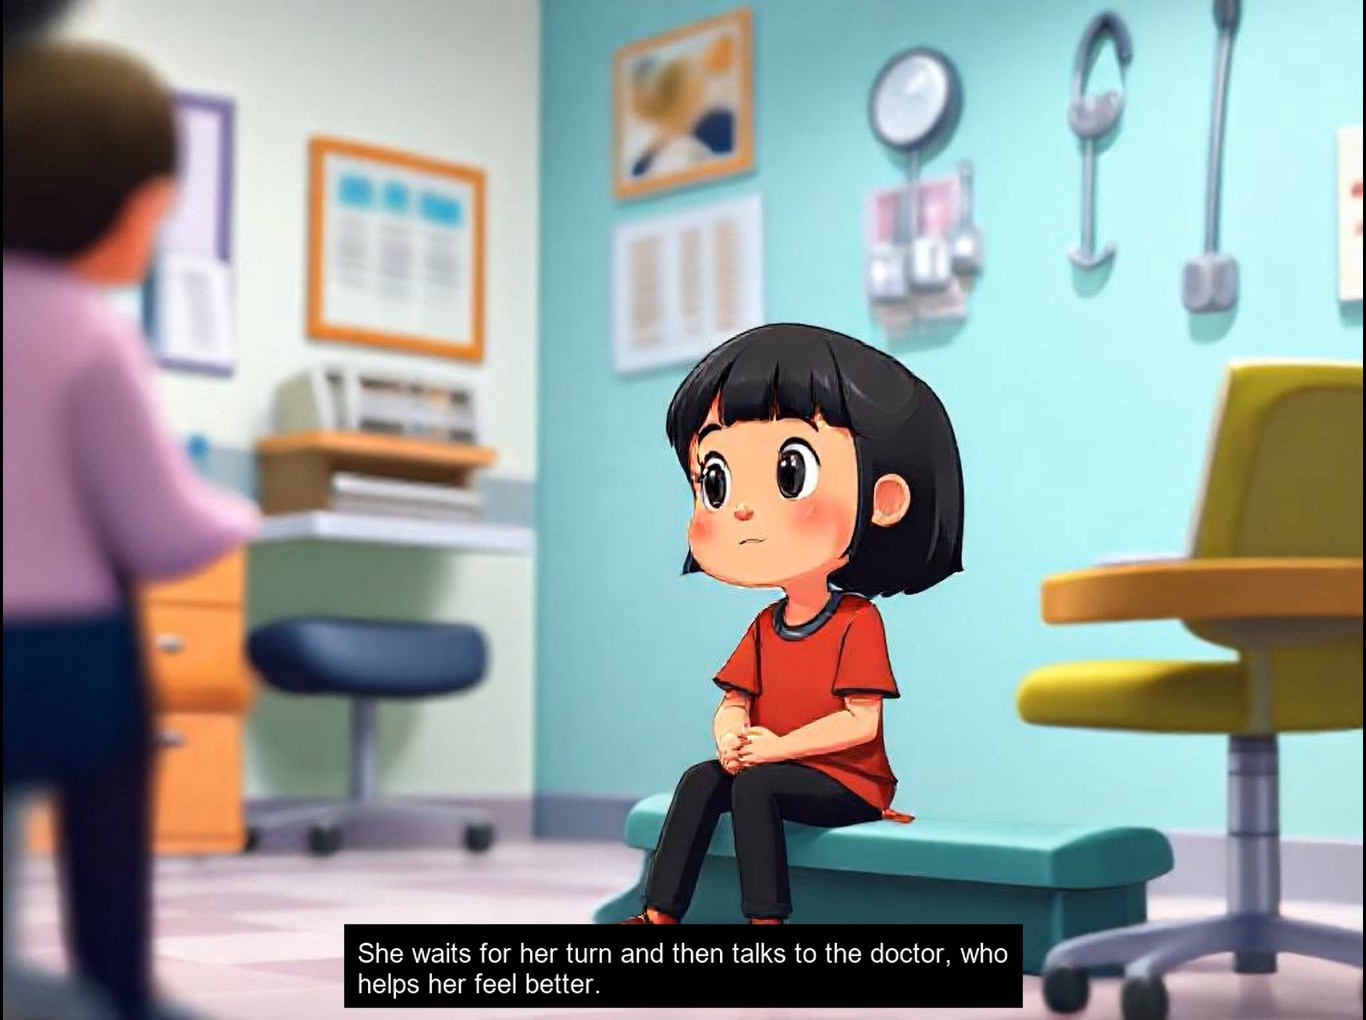 She waits for her turn and then talks to the doctor, who
helps her feel better.